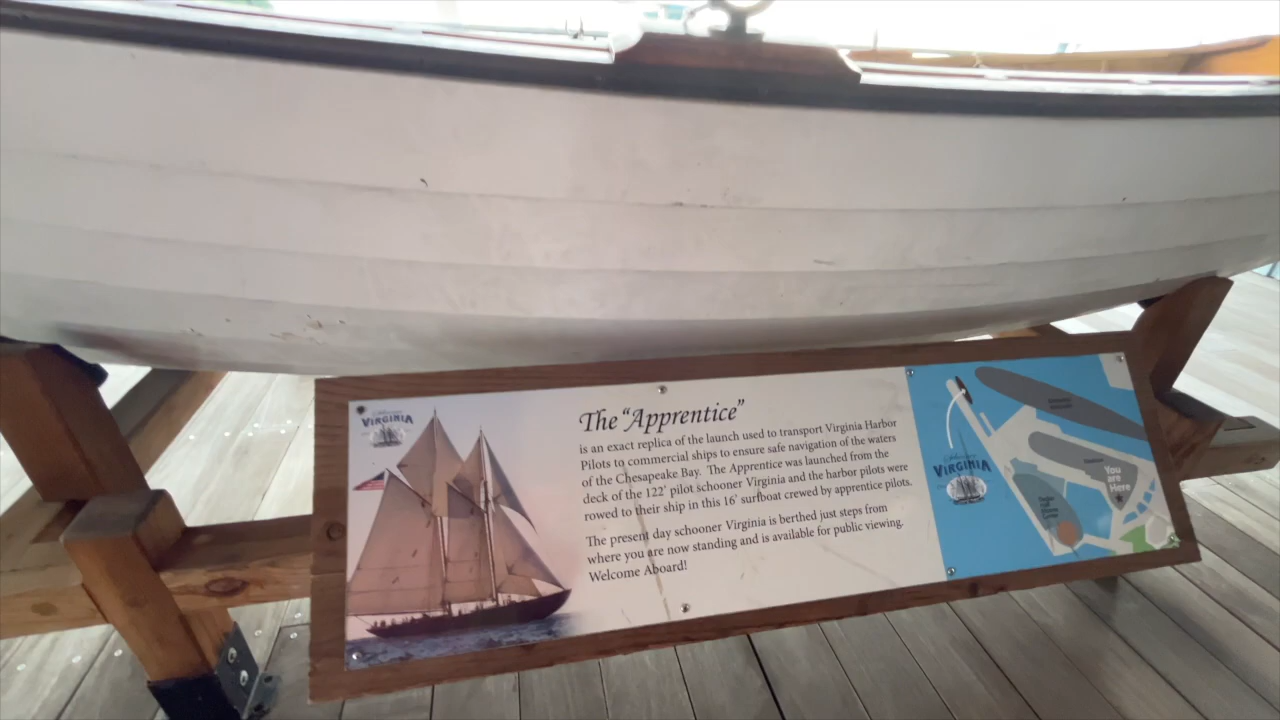 VIRGINIA
The "Apprentice"
is an exact replica of the launch used to transport Virginia Harbor
Pilots to commercial ships to ensure safe navigation of the waters
of the Chesapeake Bay. The Apprentice was launched from the
deck of the 122' pilot schooner Virginia and the harbor pilots were
rowed to their ship in this 16' surfboat crewed by apprentice pilots.
The present day schooner Virginia is berthed just steps from
where you are now standing and is available for public viewing.
Welcome Aboard!
VIRGINIA
You
are
Here